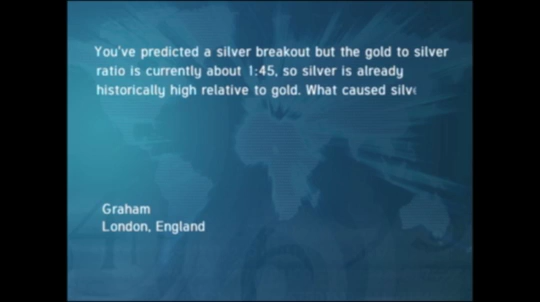 You've predicted a silver breakout but the gold to silver
ratio is currently about 1:45, so silver is already
historically high relative to gold. What caused
Graham
London, England